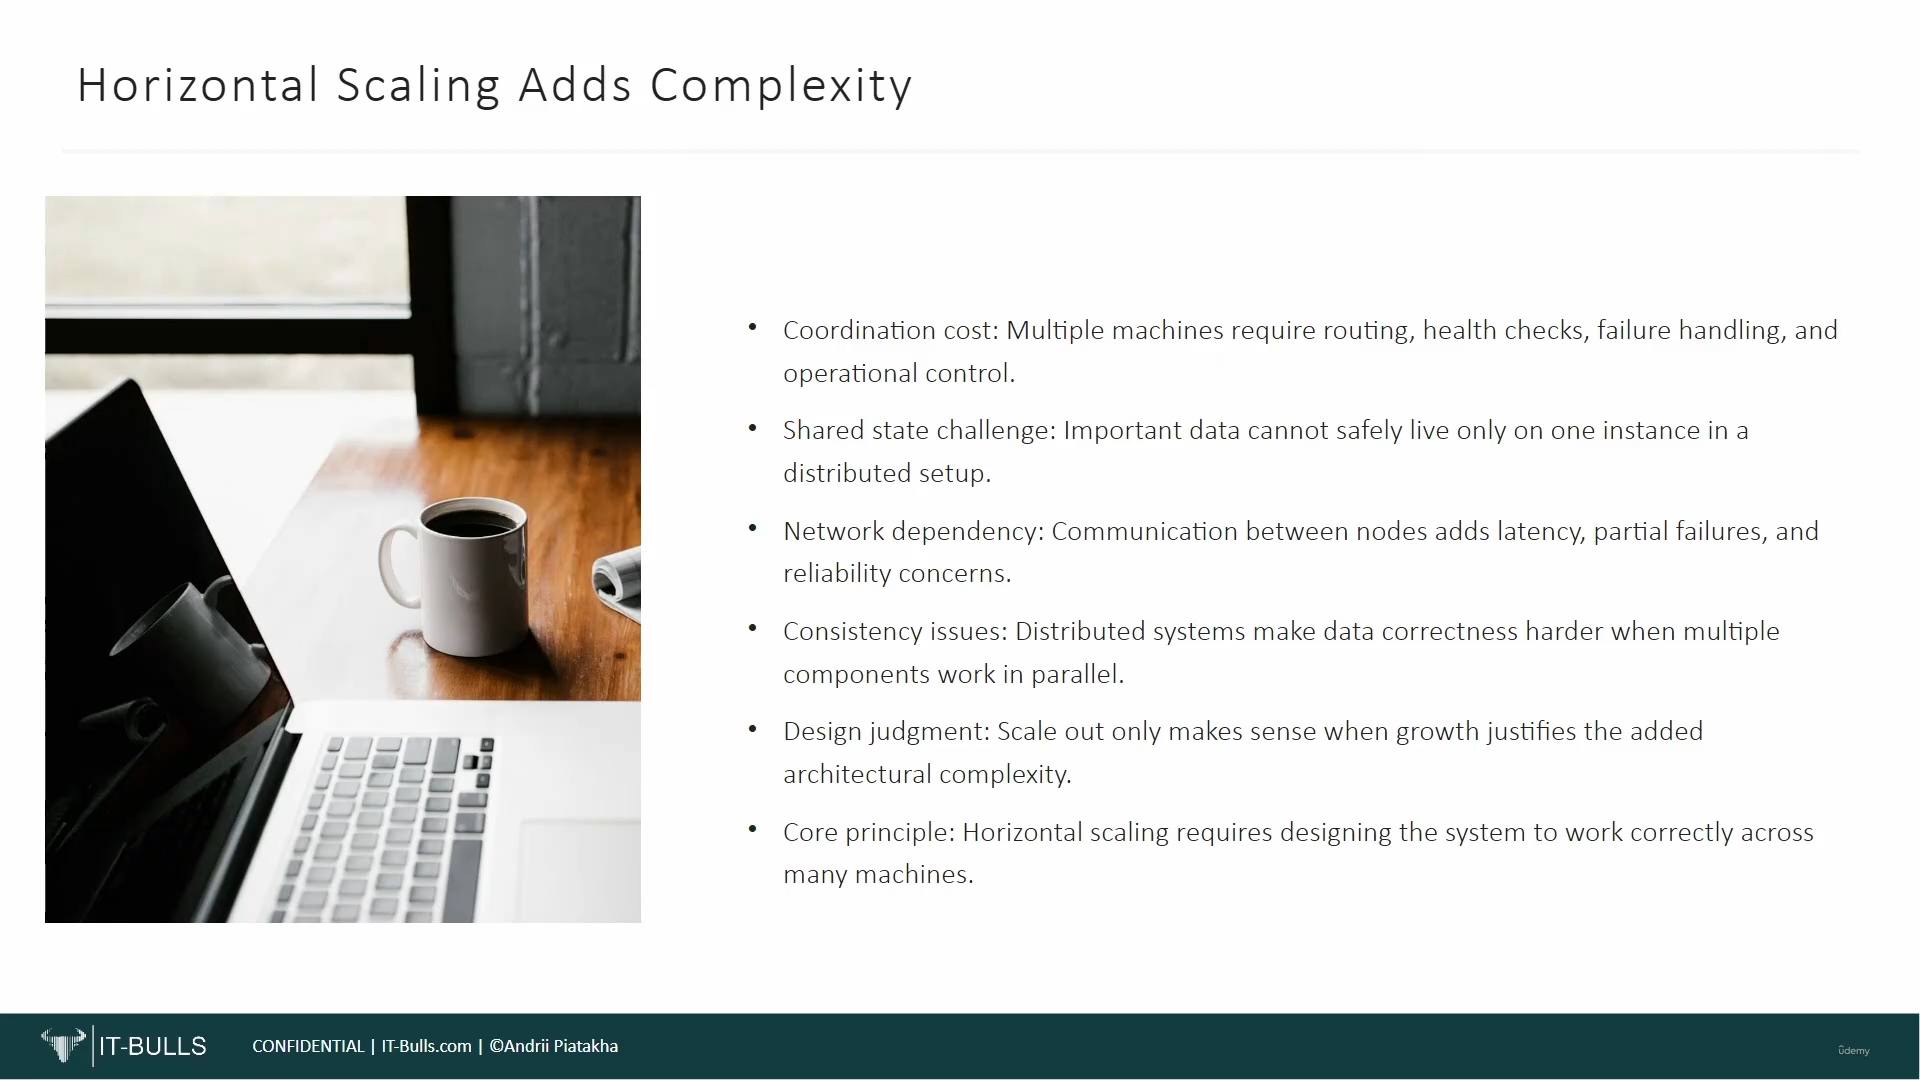 Horizontal Scaling Adds Complexity
• Coordination cost: Multiple machines require routing, health checks, failure handling, and
operational control.
• Shared state challenge: Important data cannot safely live only on one instance in a
distributed setup.
• Network dependency: Communication between nodes adds latency, partial failures, and
reliability concerns.
• Consistency issues: Distributed systems make data correctness harder when multiple
components work in parallel.
• Design judgment: Scale out only makes sense when growth justifies the added
architectural complexity.
• Core principle: Horizontal scaling requires designing the system to work correctly across
many machines.
IT-BULLS
CONFIDENTIAL | IT-Bulls.com | ©Andrii Piatakha
ûdemy